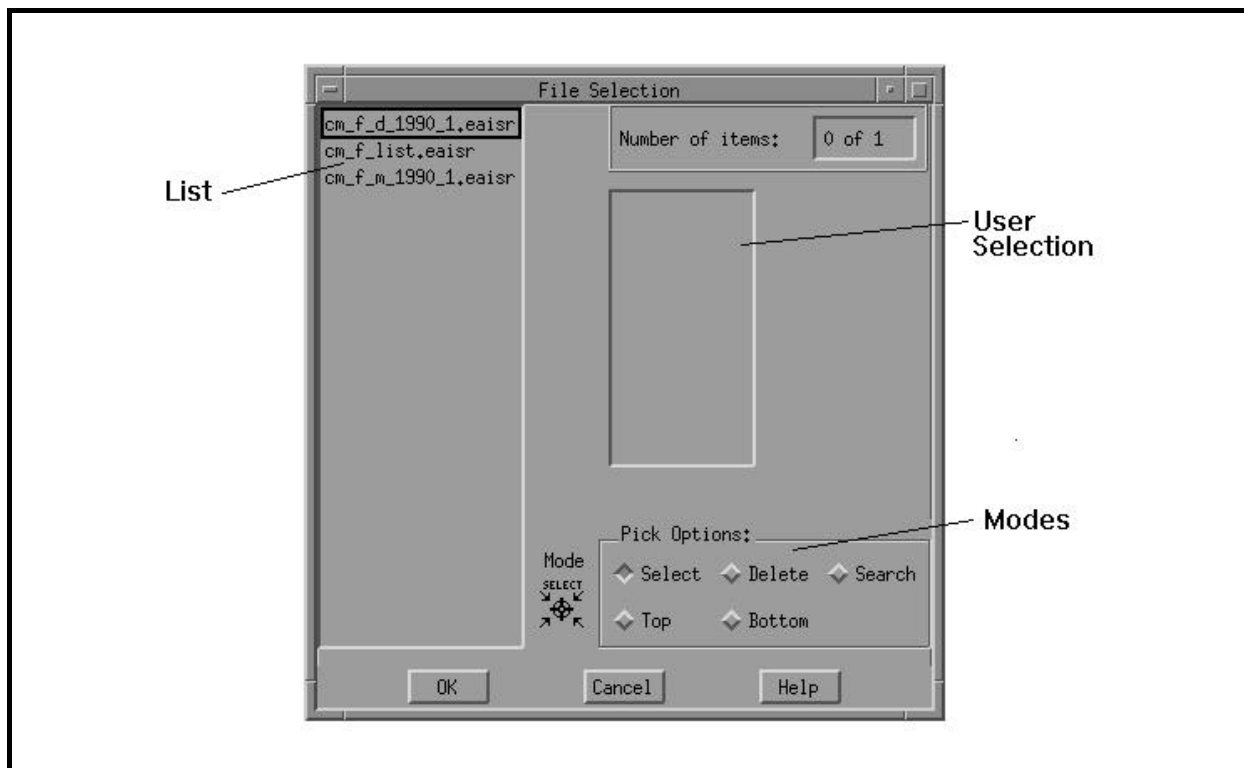 File Selection
cm_f_d_1990_1.eaisr
cm_f_list.eaisr
cm_f_m_1990_1.eaisr
List
Number of items: 0 of 1
User
Selection
Modes
Pick Options:
Mode
SELECT
Select Delete Search
Top Bottom
OK Cancel Help